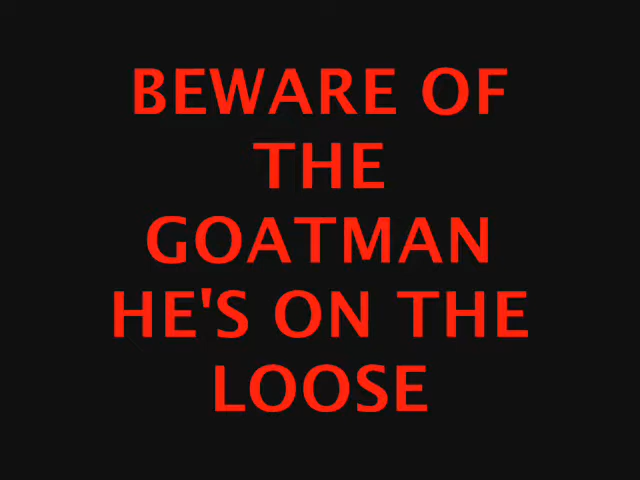 BEWARE OF
THE
GOATMAN
HE'S ON THE
LOOSE